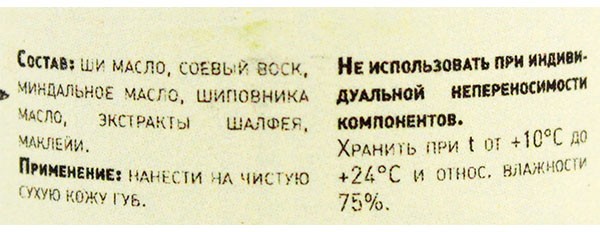 Состав: ши масло, соевый воск,
миндальное масло, шиповника
масло, экстракты шалфея,
маклейи.
Применение: нанести на чистую
сухую кожу губ.
Не использовать при индиви-
дуальной непереносимости
компонентов.
Хранить при t от +10°С до
+24°С и относ. влажности
75%.